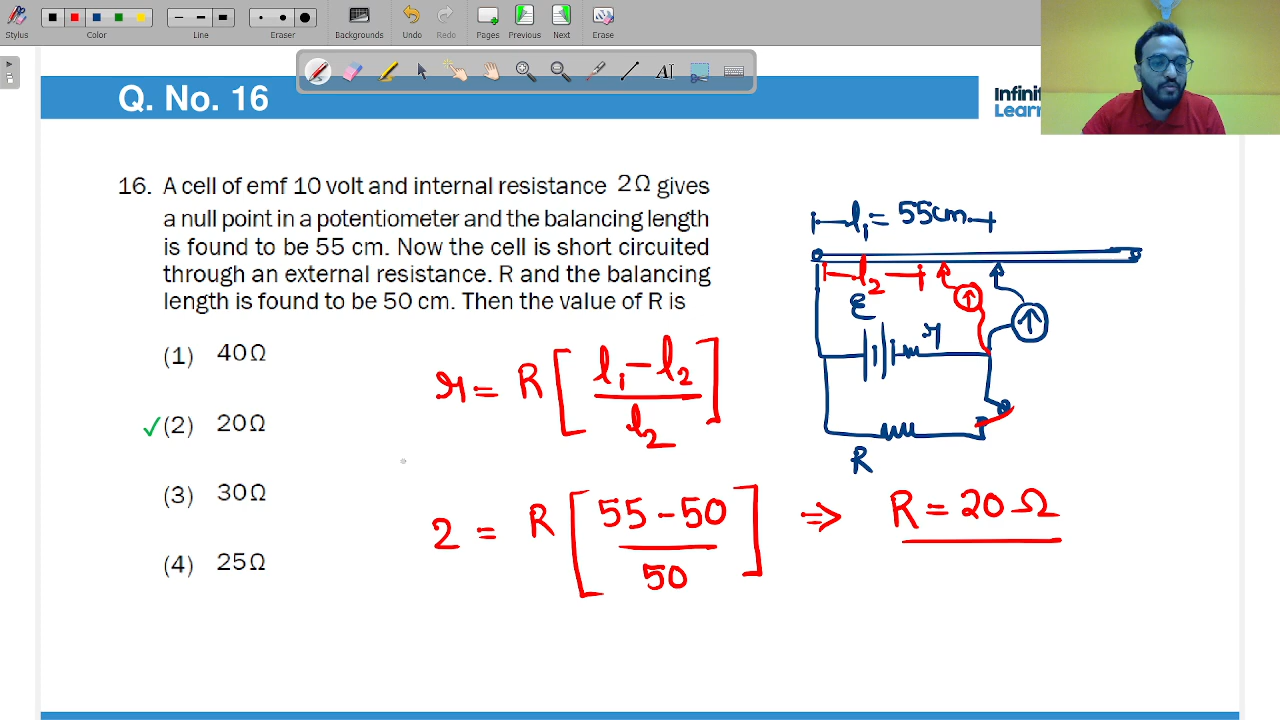 Stylus Color Line Eraser Backgrounds Undo Redo Pages Previous Next Erase
Q. No. 16
Infinit
Learn
16. A cell of emf 10 volt and internal resistance 2Ω gives
a null point in a potentiometer and the balancing length
is found to be 55 cm. Now the cell is short circuited
through an external resistance. R and the balancing
length is found to be 50 cm. Then the value of R is
(1) 40Ω
(2) 20Ω
(3) 30Ω
(4) 25Ω
l₁ = 55cm
l₂
ε
r
R
r = R [ l₁ - l₂ / l₂ ]
2 = R [ 55 - 50 / 50 ] ⇒ R = 20 Ω